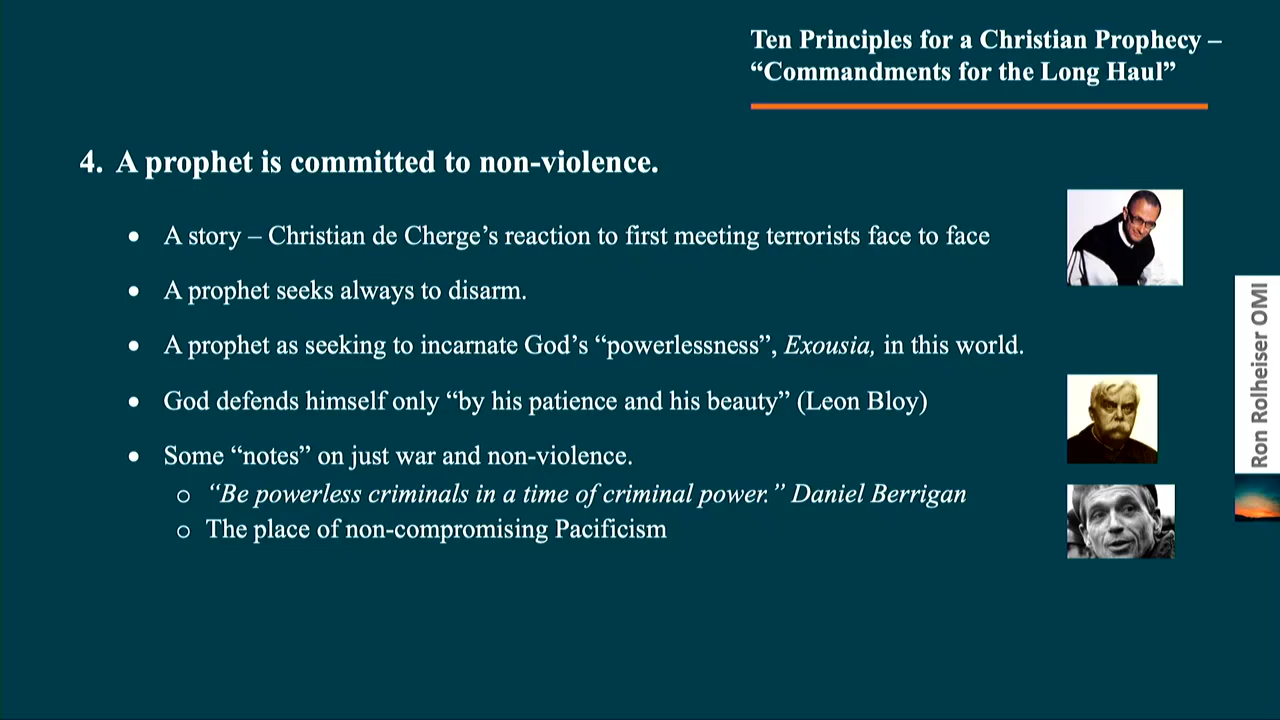 Ten Principles for a Christian Prophecy –
“Commandments for the Long Haul”
4. A prophet is committed to non-violence.
• A story – Christian de Cherge’s reaction to first meeting terrorists face to face
• A prophet seeks always to disarm.
• A prophet as seeking to incarnate God’s “powerlessness”, Exousia, in this world.
• God defends himself only “by his patience and his beauty” (Leon Bloy)
• Some “notes” on just war and non-violence.
o “Be powerless criminals in a time of criminal power.” Daniel Berrigan
o The place of non-compromising Pacificism
Ron Rolheiser OMI